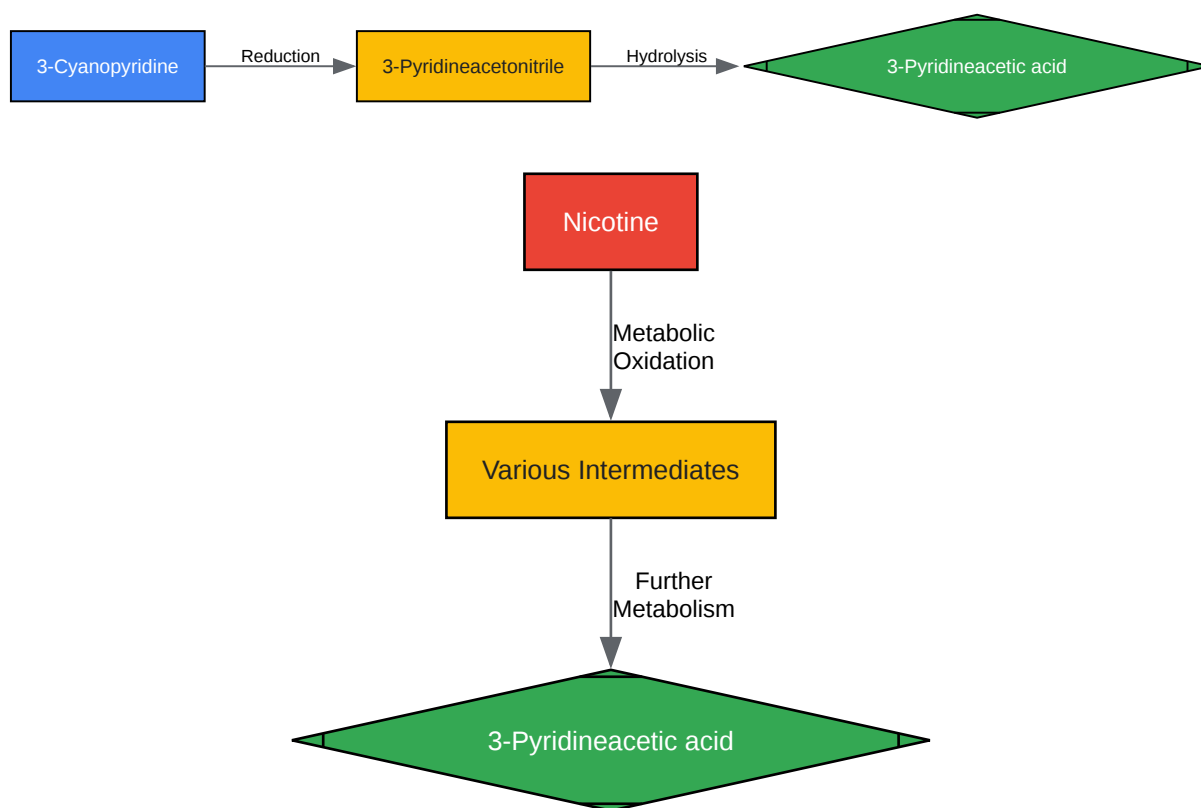 3-Cyanopyridine
Reduction
3-Pyridineacetonitrile
Hydrolysis
3-Pyridineacetic acid
Nicotine
Metabolic
Oxidation
Various Intermediates
Further
Metabolism
3-Pyridineacetic acid